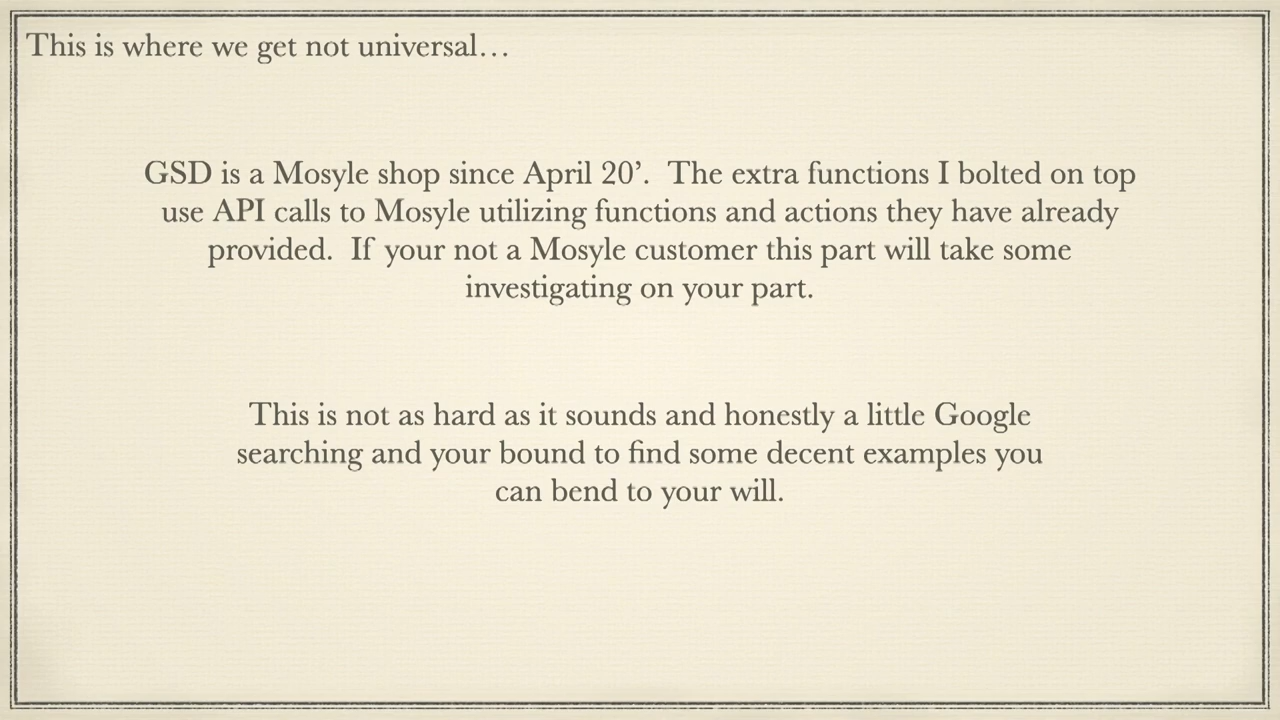 This is where we get not universal…
GSD is a Mosyle shop since April 20’.  The extra functions I bolted on top
use API calls to Mosyle utilizing functions and actions they have already
provided.  If your not a Mosyle customer this part will take some
investigating on your part.
This is not as hard as it sounds and honestly a little Google
searching and your bound to find some decent examples you
can bend to your will.